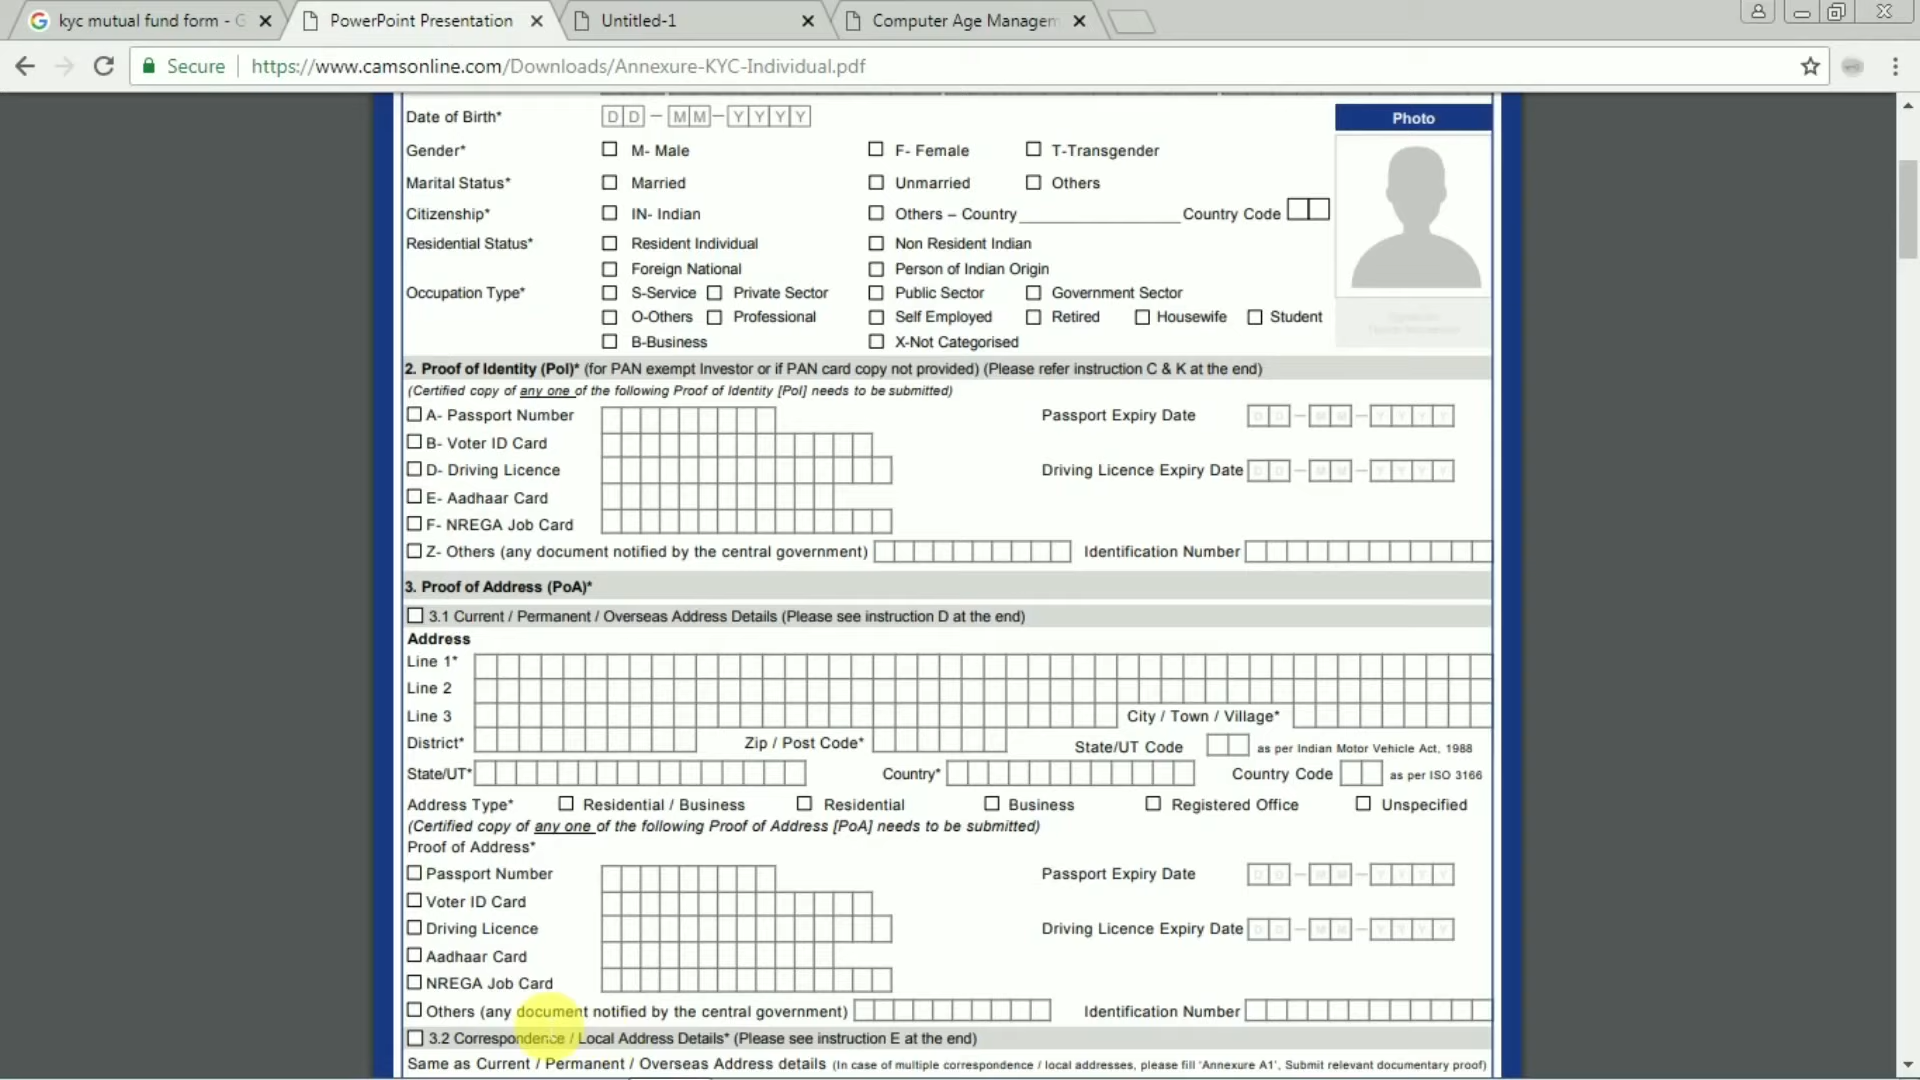 kyc mutual fund form - G
PowerPoint Presentation
Untitled-1
Computer Age Managem
Secure
https://www.camsonline.com/Downloads/Annexure-KYC-Individual.pdf
Date of Birth* D D – M M – Y Y Y Y
Photo
Gender* M- Male F- Female T-Transgender
Marital Status* Married Unmarried Others
Citizenship* IN- Indian Others – Country Country Code
Residential Status* Resident Individual Non Resident Indian
Foreign National Person of Indian Origin
Occupation Type* S-Service Private Sector Public Sector Government Sector
O-Others Professional Self Employed Retired Housewife Student
B-Business X-Not Categorised
2. Proof of Identity (PoI)* (for PAN exempt Investor or if PAN card copy not provided) (Please refer instruction C & K at the end)
(Certified copy of any one of the following Proof of Identity [PoI] needs to be submitted)
A- Passport Number Passport Expiry Date D D – M M – Y Y Y Y
B- Voter ID Card
D- Driving Licence Driving Licence Expiry Date D D – M M – Y Y Y Y
E- Aadhaar Card
F- NREGA Job Card
Z- Others (any document notified by the central government) Identification Number
3. Proof of Address (PoA)*
3.1 Current / Permanent / Overseas Address Details (Please see instruction D at the end)
Address
Line 1*
Line 2
Line 3 City / Town / Village*
District* Zip / Post Code* State/UT Code as per Indian Motor Vehicle Act, 1988
State/UT* Country* Country Code as per ISO 3166
Address Type* Residential / Business Residential Business Registered Office Unspecified
(Certified copy of any one of the following Proof of Address [PoA] needs to be submitted)
Proof of Address*
Passport Number Passport Expiry Date D D – M M – Y Y Y Y
Voter ID Card
Driving Licence Driving Licence Expiry Date D D – M M – Y Y Y Y
Aadhaar Card
NREGA Job Card
Others (any document notified by the central government) Identification Number
3.2 Correspondence / Local Address Details* (Please see instruction E at the end)
Same as Current / Permanent / Overseas Address details (In case of multiple correspondence / local addresses, please fill 'Annexure A1', Submit relevant documentary proof)